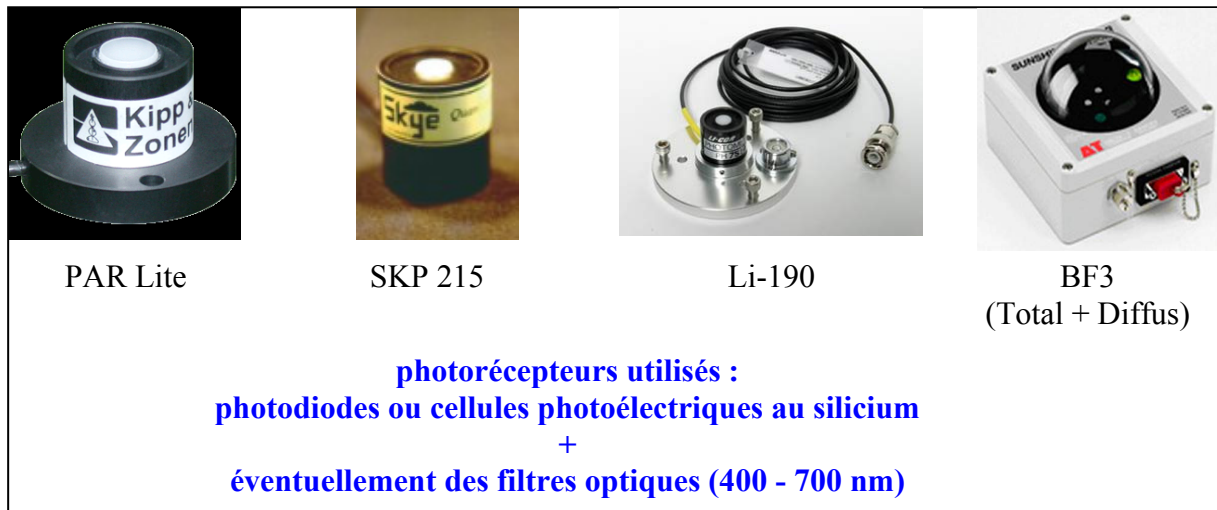 Kipp &
Zonen
Skye
SUNSHINE
PAR Lite
SKP 215
Li-190
BF3
(Total + Diffus)
photorécepteurs utilisés :
photodiodes ou cellules photoélectriques au silicium
+
éventuellement des filtres optiques (400 - 700 nm)